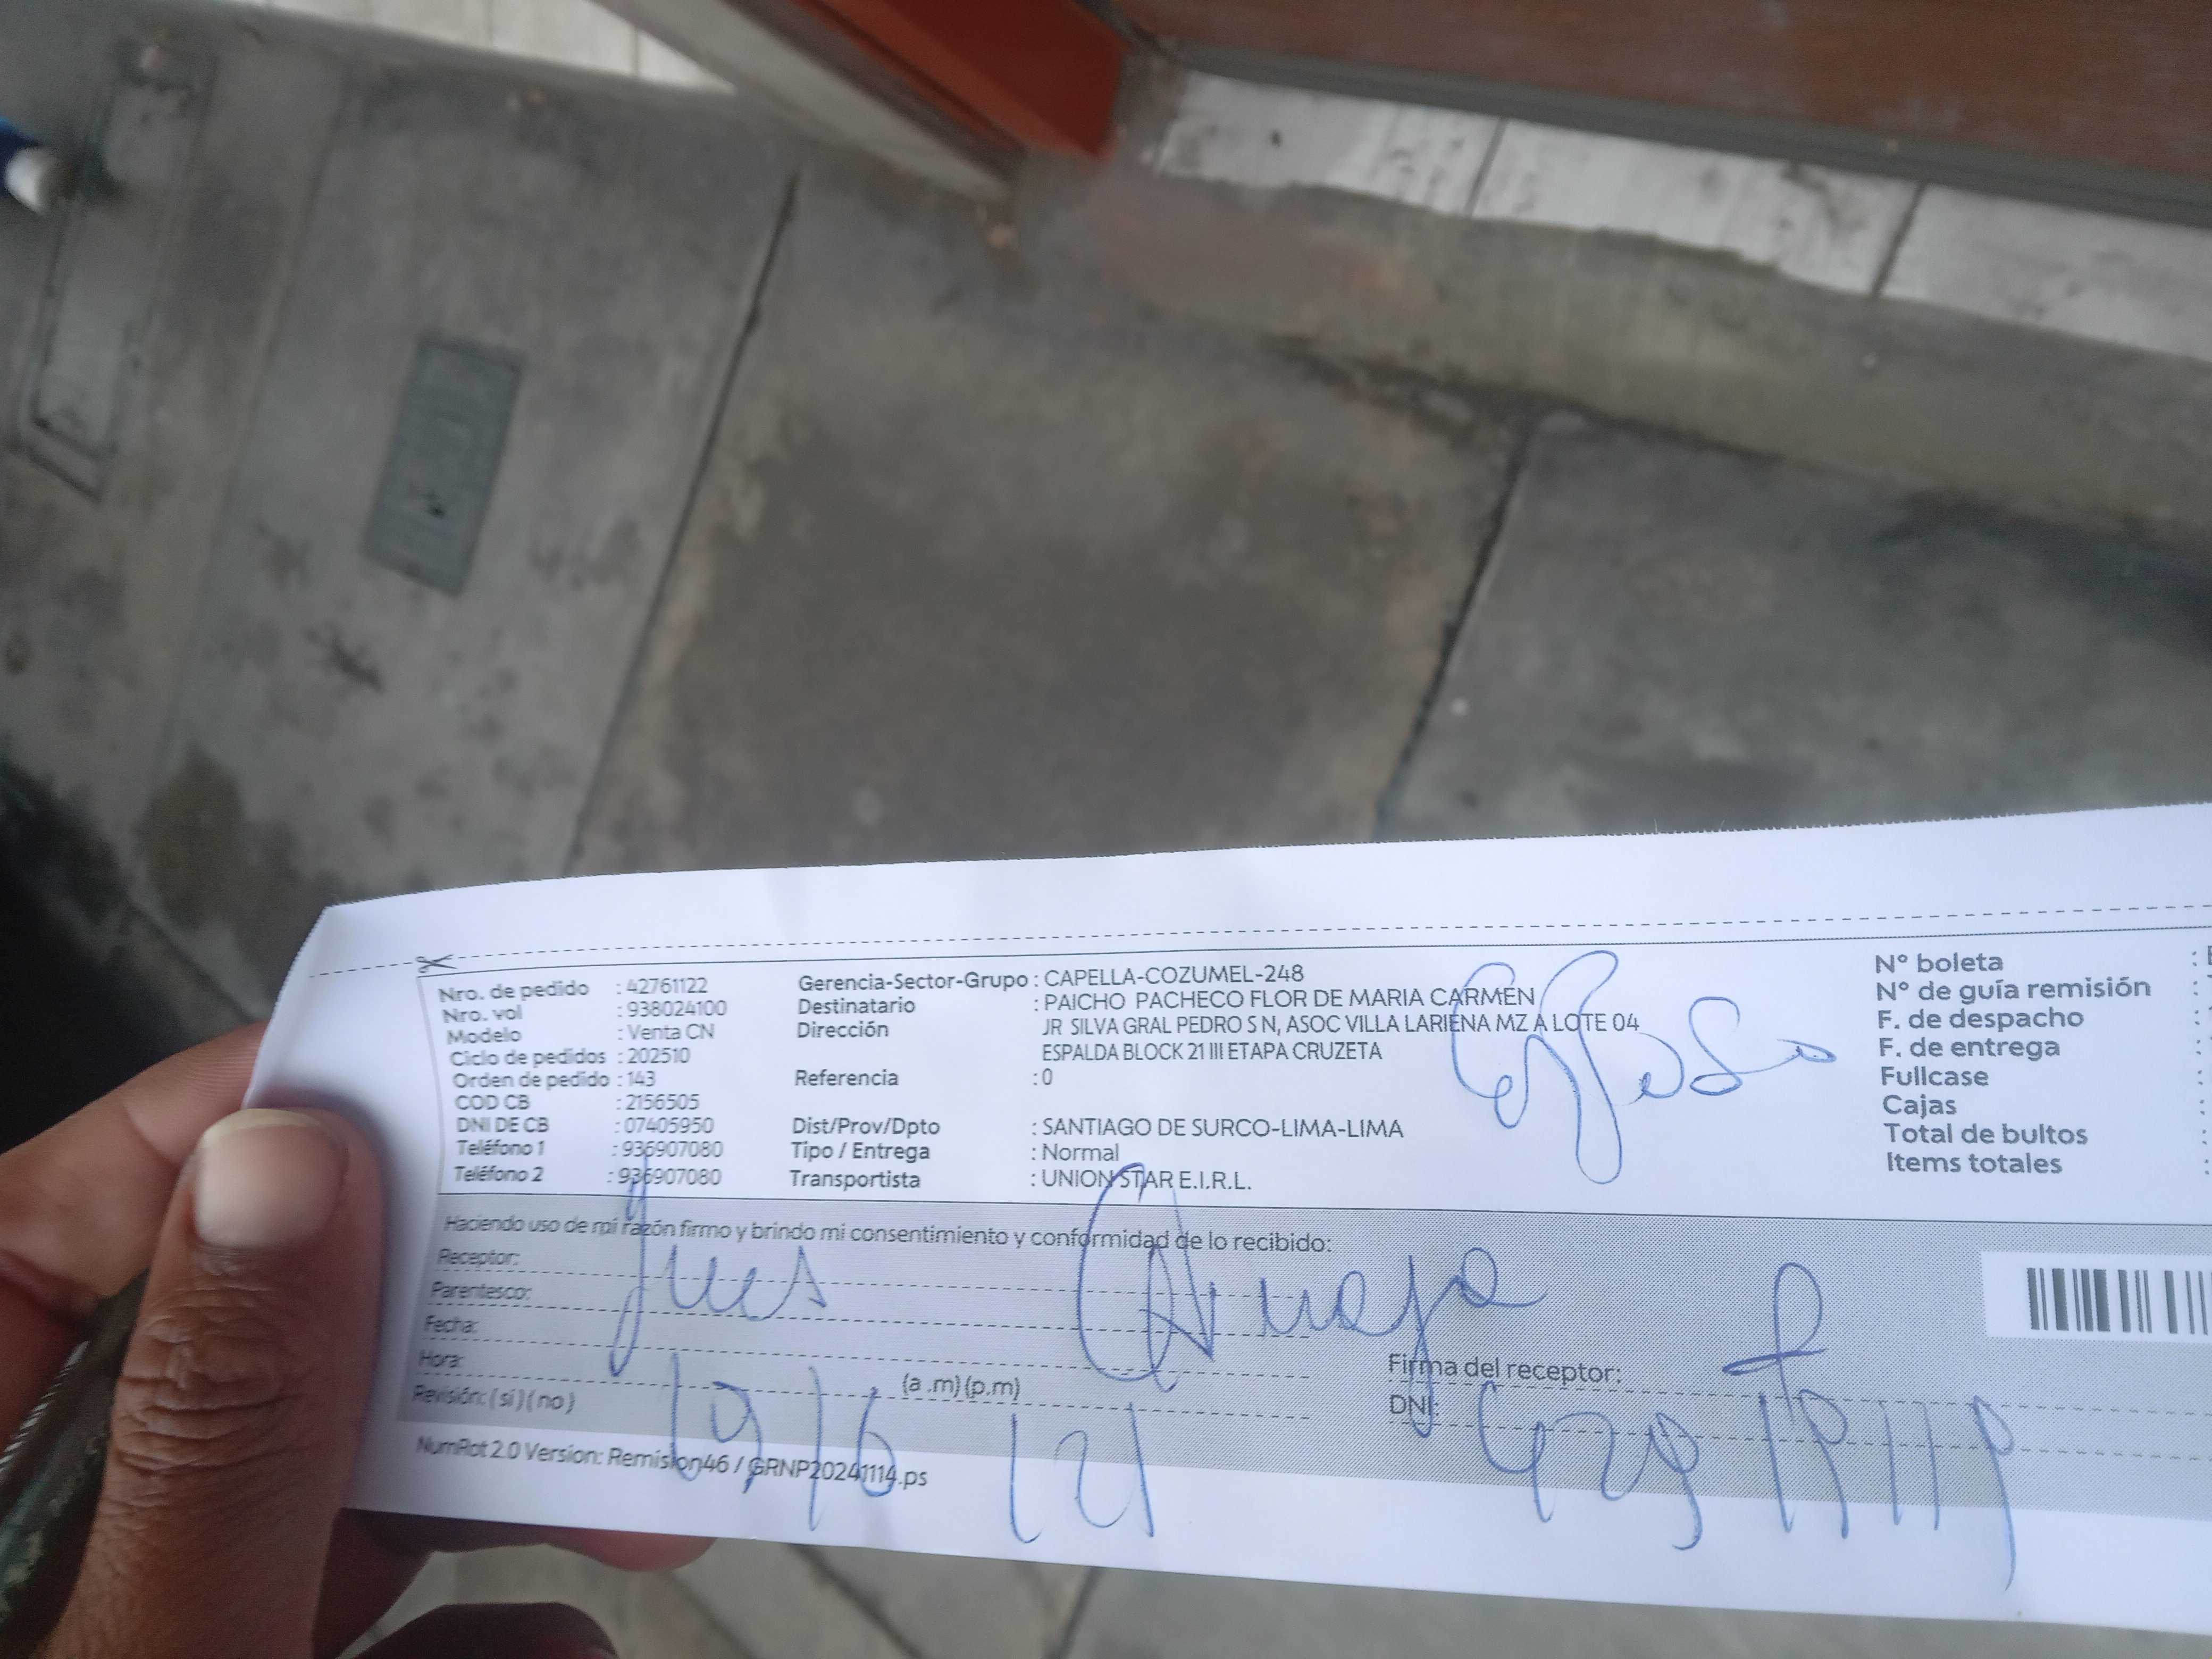 Nro. de pedido : 42761122
Nro. vol : 938024100
Modelo : Venta CN
Ciclo de pedidos : 202510
Orden de pedido : 143
COD CB : 2156505
DNI DE CB : 07405950
Teléfono 1 : 936907080
Teléfono 2 : 936907080
Gerencia-Sector-Grupo : CAPELLA-COZUMEL-248
Destinatario : PAICHO PACHECO FLOR DE MARIA CARMEN
Dirección JR SILVA GRAL PEDRO S N, ASOC VILLA LARIENA MZ A LOTE 04
ESPALDA BLOCK 21 III ETAPA CRUZETA
Referencia : 0
Dist/Prov/Dpto : SANTIAGO DE SURCO-LIMA-LIMA
Tipo / Entrega : Normal
Transportista : UNION STAR E.I.R.L.
N° boleta :
N° de guía remisión :
F. de despacho :
F. de entrega :
Fullcase :
Cajas :
Total de bultos :
Items totales :
Haciendo uso de mi razón firmo y brindo mi consentimiento y conformidad de lo recibido:
Receptor:
Parentesco:
Fecha:
Hora: (a .m) (p.m)
Revisión: ( si ) ( no )
Firma del receptor:
DNI:
NumRot 2.0 Version: Remision46 / GRNP20241114.ps